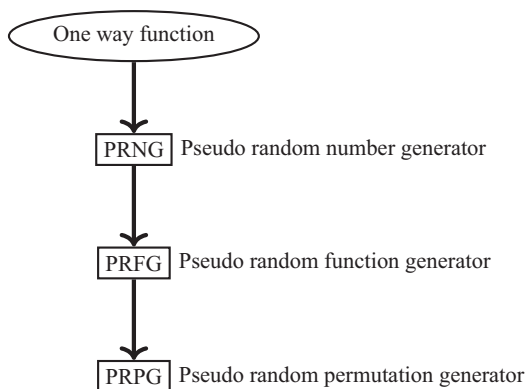 One way function
PRNG Pseudo random number generator
PRFG Pseudo random function generator
PRPG Pseudo random permutation generator